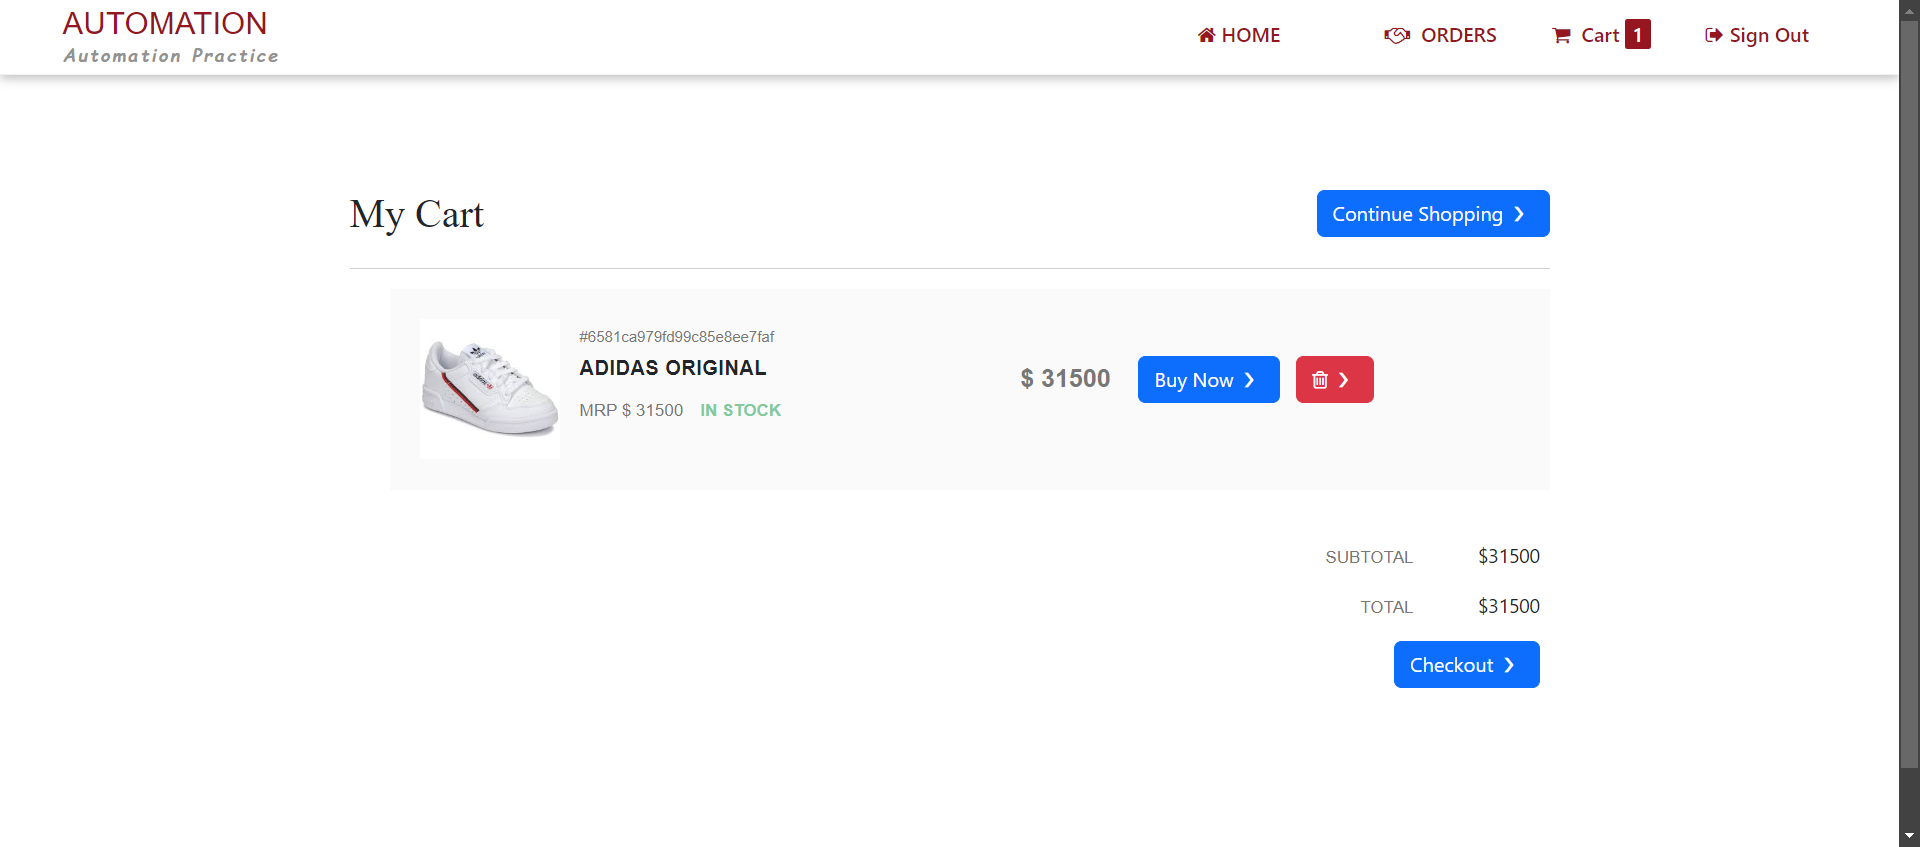 AUTOMATION
Automation Practice
HOME
ORDERS
Cart 1
Sign Out
My Cart
Continue Shopping
#6581ca979fd99c85e8ee7faf
ADIDAS ORIGINAL
MRP $ 31500 IN STOCK
$ 31500
Buy Now
SUBTOTAL $31500
TOTAL $31500
Checkout